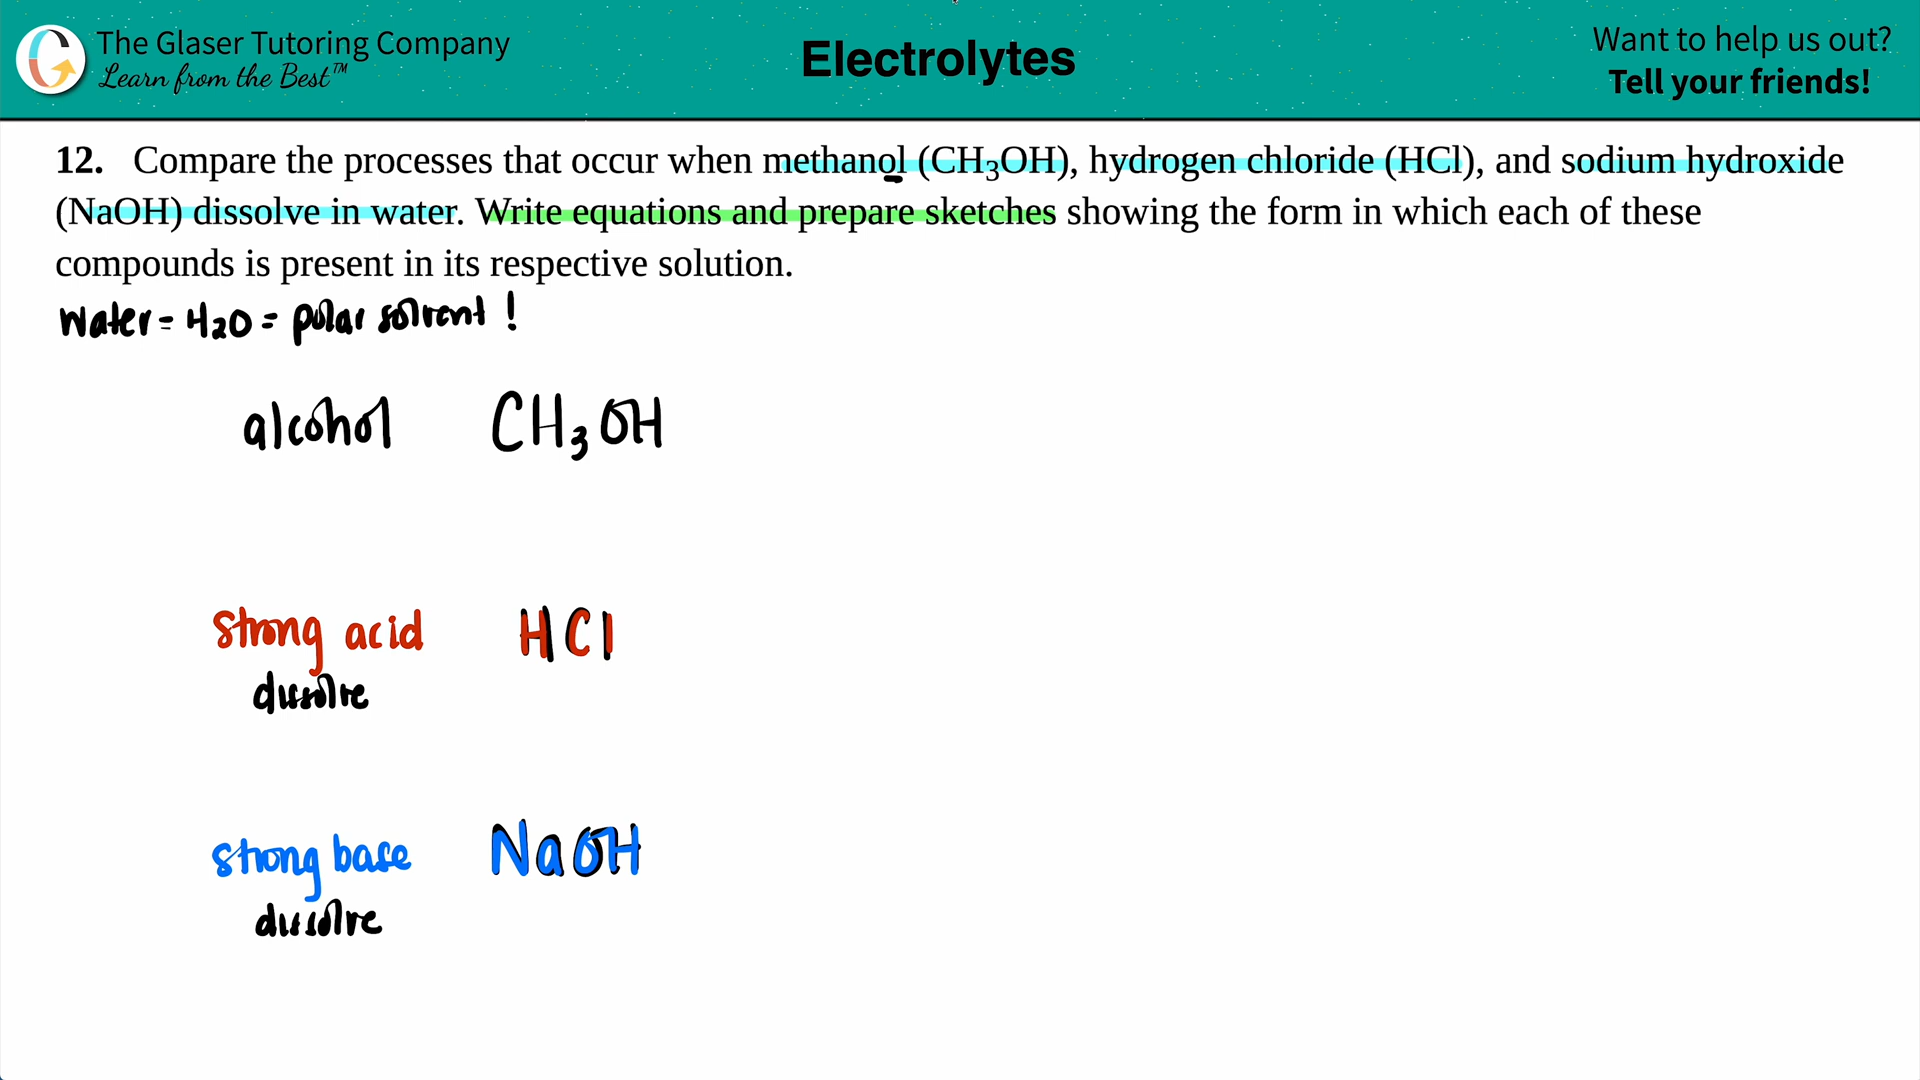 The Glaser Tutoring Company
Learn from the Best™
Electrolytes
Want to help us out?
Tell your friends!
12. Compare the processes that occur when methanol (CH₃OH), hydrogen chloride (HCl), and sodium hydroxide
(NaOH) dissolve in water. Write equations and prepare sketches showing the form in which each of these
compounds is present in its respective solution.
Water = H₂O = polar solvent !
alcohol CH₃OH
Strong acid HCl
dissolve
Strong base NaOH
dissolve